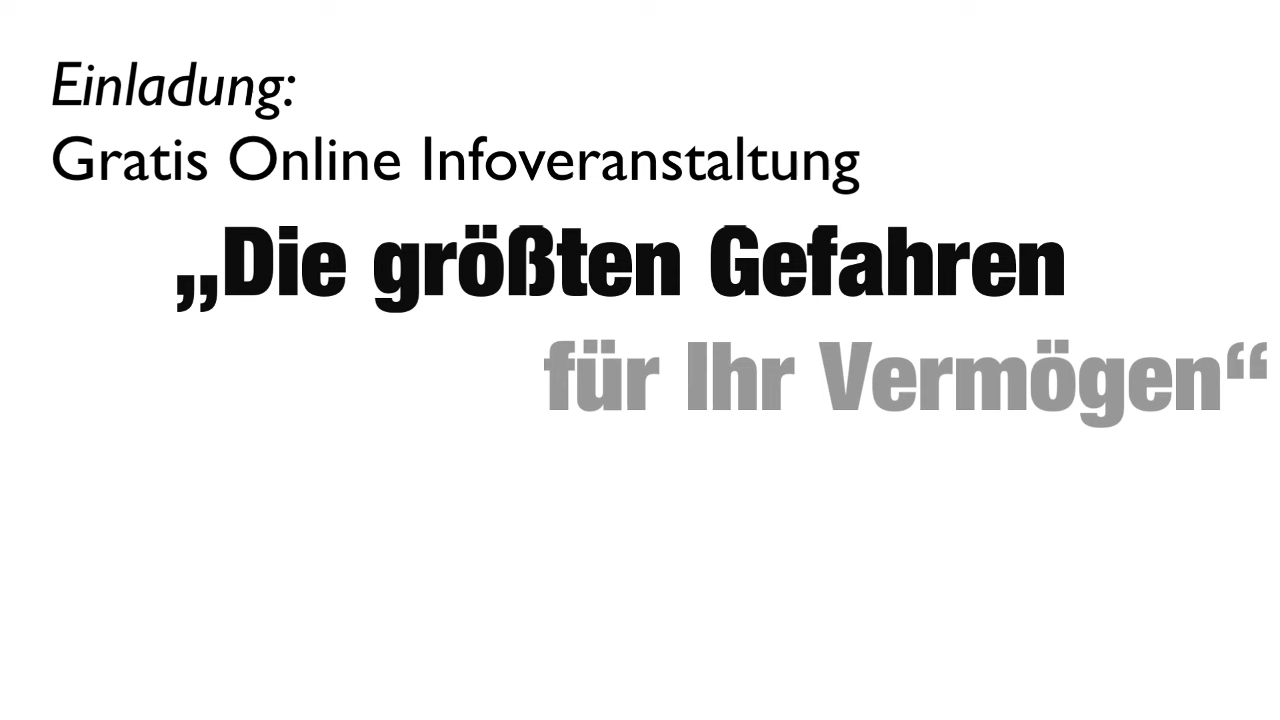 Einladung:
Gratis Online Infoveranstaltung
„Die größten Gefahren
für Ihr Vermögen“